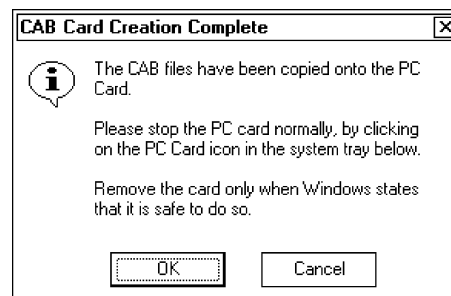 CAB Card Creation Complete
The CAB files have been copied onto the PC
Card.
Please stop the PC card normally, by clicking
on the PC Card icon in the system tray below.
Remove the card only when Windows states
that it is safe to do so.
OK
Cancel